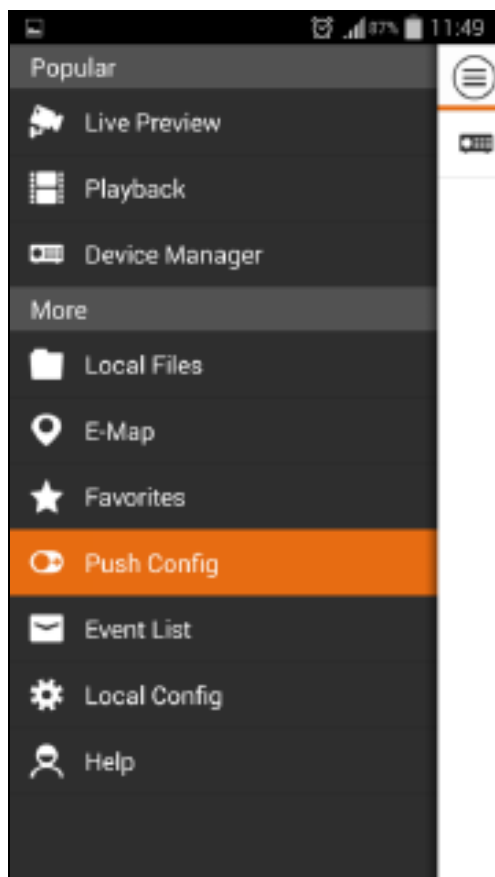 87% 11:49
Popular
Live Preview
Playback
Device Manager
More
Local Files
E-Map
Favorites
Push Config
Event List
Local Config
Help